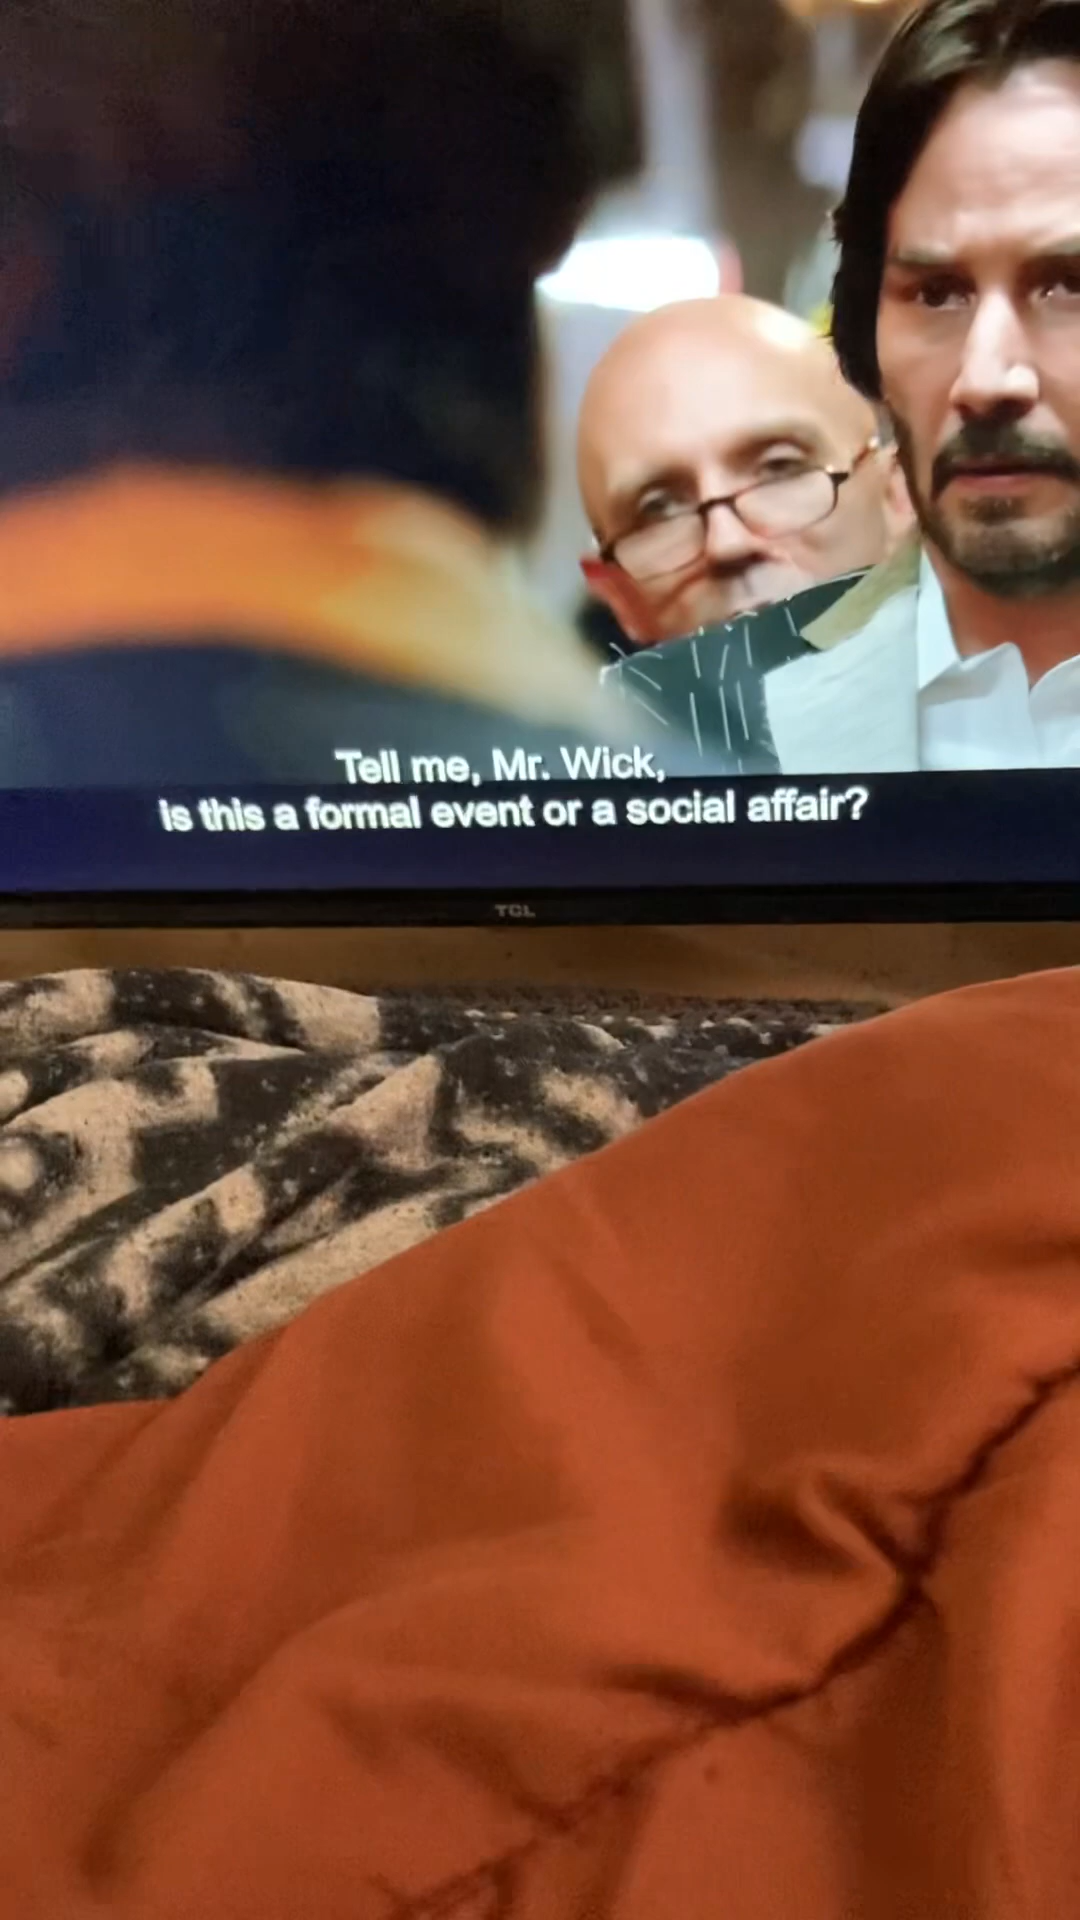 Tell me, Mr. Wick,
is this a formal event or a social affair?
TCL